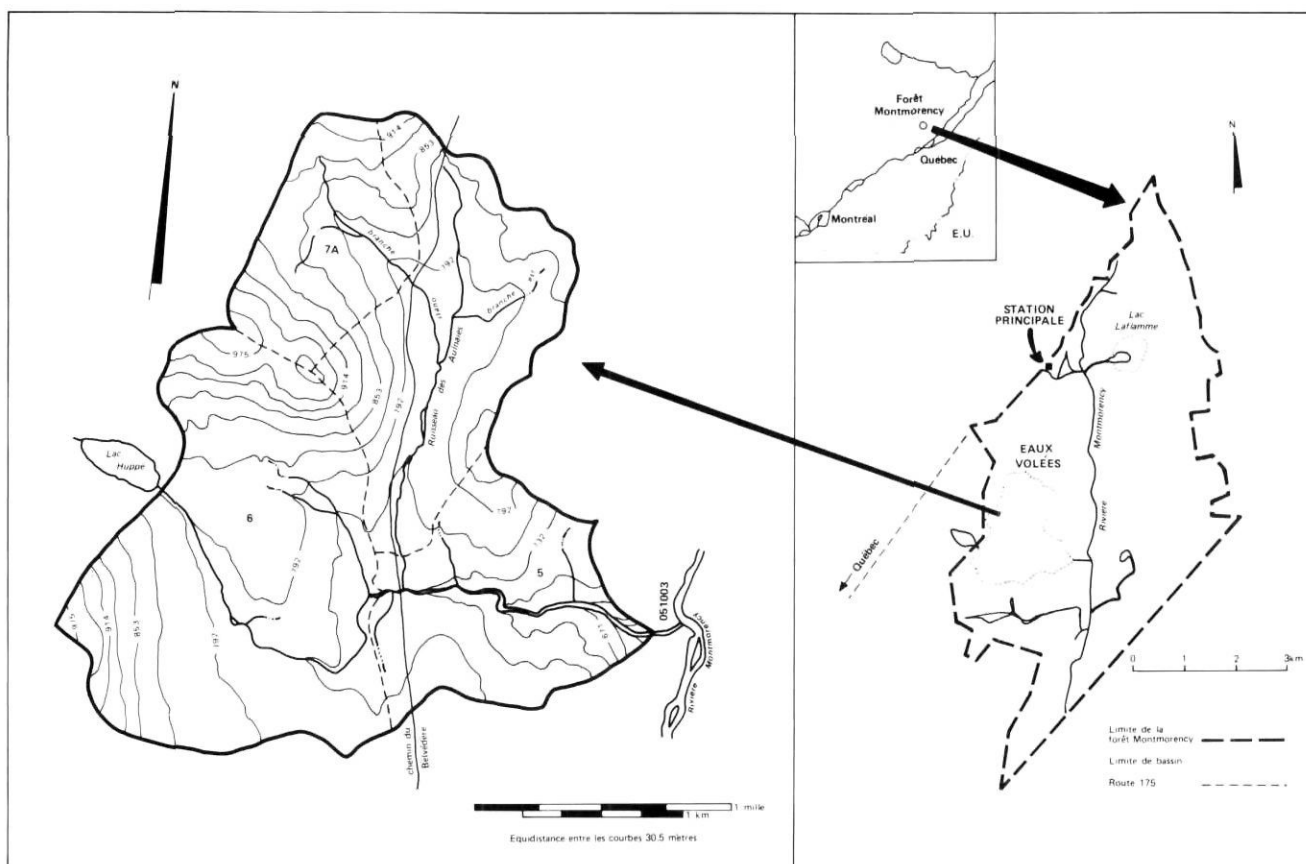 N
914
853
7A
branche
ouest
792
branche
est
Ruisseau des Aulnaies
975
914
853
792
Lac
Huppe
6
792
792
732
5
671
051003
Rivière Montmorency
975
914
853
792
chemin du
Belvédère
1 mille
1 km
Equidistance entre les courbes 30.5 mètres
Forêt
Montmorency
Québec
Montréal
E.U.
N
STATION
PRINCIPALE
Lac
Laflamme
Rivière Montmorency
EAUX
VOLÉES
Québec
0 1 2 3km
Limite de la
forêt Montmorency
Limite de bassin
Route 175